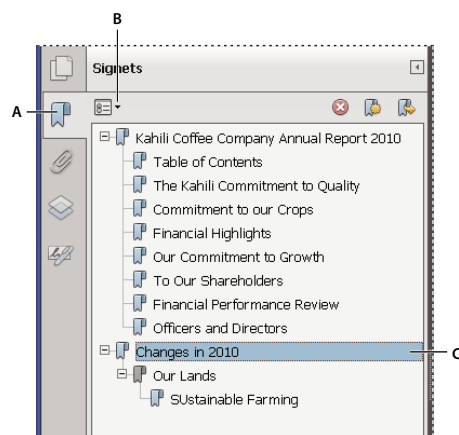 B
Signets
A
Kahili Coffee Company Annual Report 2010
Table of Contents
The Kahili Commitment to Quality
Commitment to our Crops
Financial Highlights
Our Commitment to Growth
To Our Shareholders
Financial Performance Review
Officers and Directors
Changes in 2010
C
Our Lands
SUstainable Farming